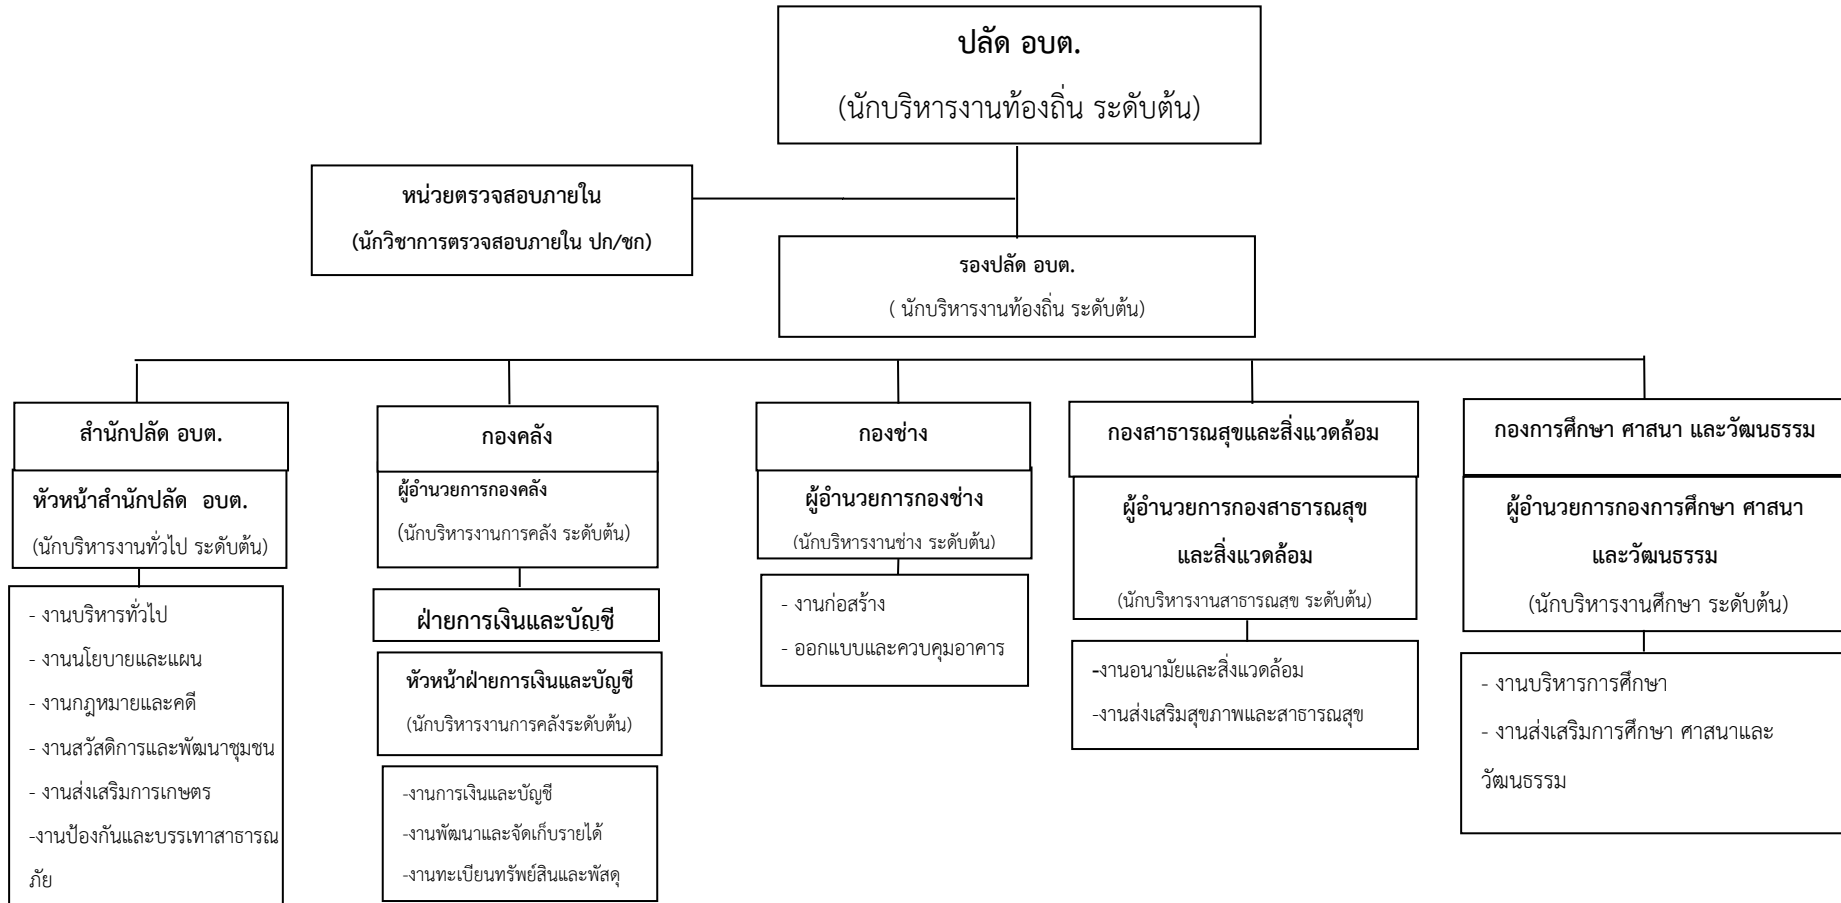 ปลัด อบต.
(นักบริหารงานท้องถิ่น ระดับต้น)
หน่วยตรวจสอบภายใน
(นักวิชาการตรวจสอบภายใน ปก/ชก)
รองปลัด อบต.
( นักบริหารงานท้องถิ่น ระดับต้น)
สำนักปลัด อบต.
หัวหน้าสำนักปลัด อบต.
(นักบริหารงานทั่วไป ระดับต้น)
- งานบริหารทั่วไป
- งานนโยบายและแผน
- งานกฎหมายและคดี
- งานสวัสดิการและพัฒนาชุมชน
- งานส่งเสริมการเกษตร
-งานป้องกันและบรรเทาสาธารณ
ภัย
กองคลัง
ผู้อำนวยการกองคลัง
(นักบริหารงานการคลัง ระดับต้น)
ฝ่ายการเงินและบัญชี
หัวหน้าฝ่ายการเงินและบัญชี
(นักบริหารงานการคลังระดับต้น)
-งานการเงินและบัญชี
-งานพัฒนาและจัดเก็บรายได้
-งานทะเบียนทรัพย์สินและพัสดุ
กองช่าง
ผู้อำนวยการกองช่าง
(นักบริหารงานช่าง ระดับต้น)
- งานก่อสร้าง
- ออกแบบและควบคุมอาคาร
กองสาธารณสุขและสิ่งแวดล้อม
ผู้อำนวยการกองสาธารณสุข
และสิ่งแวดล้อม
(นักบริหารงานสาธารณสุข ระดับต้น)
-งานอนามัยและสิ่งแวดล้อม
-งานส่งเสริมสุขภาพและสาธารณสุข
กองการศึกษา ศาสนา และวัฒนธรรม
ผู้อำนวยการกองการศึกษา ศาสนา
และวัฒนธรรม
(นักบริหารงานศึกษา ระดับต้น)
- งานบริหารการศึกษา
- งานส่งเสริมการศึกษา ศาสนาและ
วัฒนธรรม